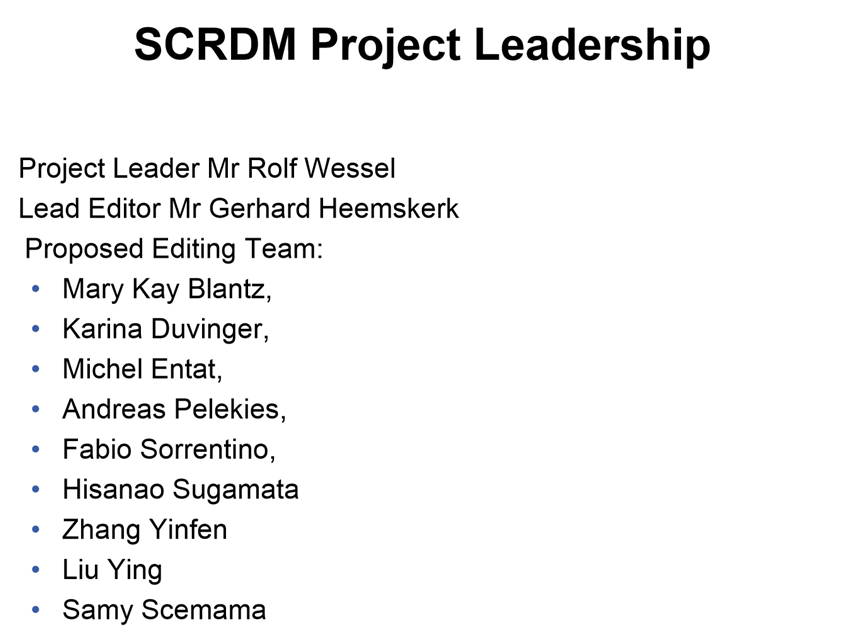 SCRDM Project Leadership
Project Leader Mr Rolf Wessel
Lead Editor Mr Gerhard Heemskerk
Proposed Editing Team:
• Mary Kay Blantz,
• Karina Duvinger,
• Michel Entat,
• Andreas Pelekies,
• Fabio Sorrentino,
• Hisanao Sugamata
• Zhang Yinfen
• Liu Ying
• Samy Scemama